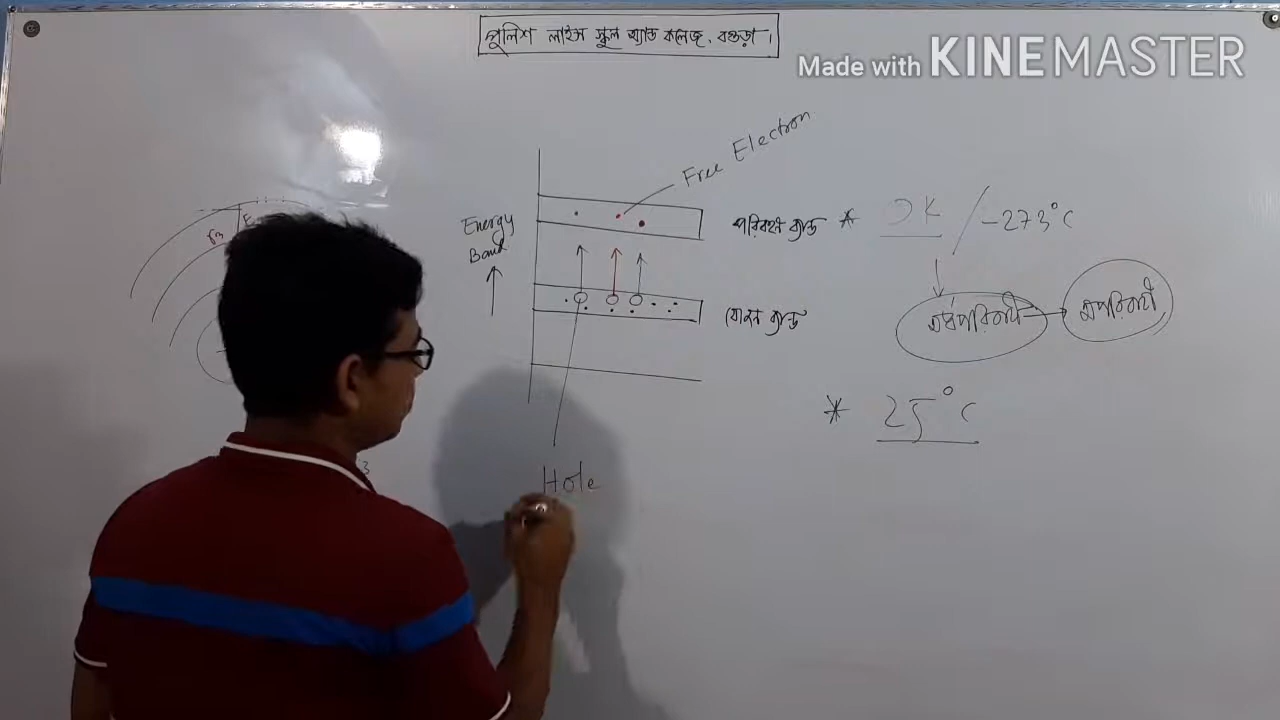 পুলিশ লাইন্স স্কুল অ্যান্ড কলেজ, বগুড়া।
Made with KINEMASTER
Free Electron
Energy
Band
পরিবহন ব্যান্ড * 0K / -273°C
যোজন ব্যান্ড
অর্ধপরিবাহী
অপরিবাহী
* 25°C
Hole